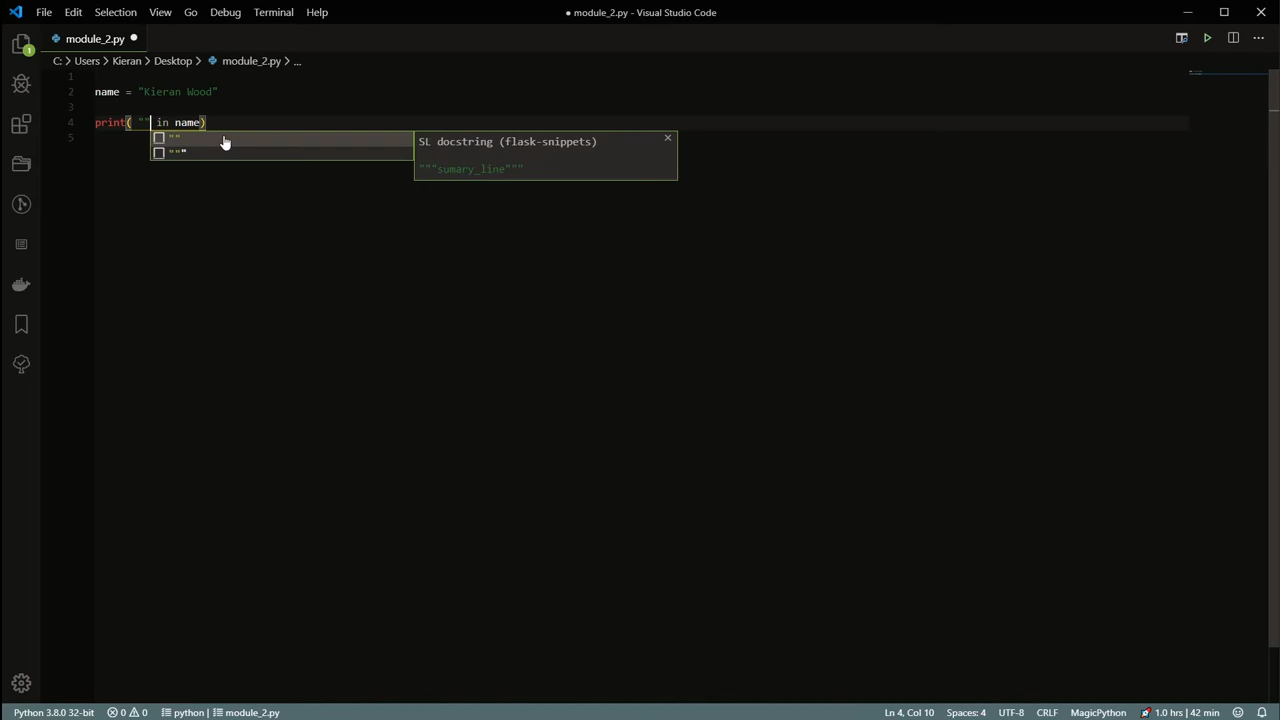 File Edit Selection View Go Debug Terminal Help
● module_2.py - Visual Studio Code
module_2.py ●
C: > Users > Kieran > Desktop > module_2.py > ...
1
2 name = "Kieran Wood"
3
4 print( "" in name)
5
""
"""
SL docstring (flask-snippets)
"""sumary_line"""
1
Python 3.8.0 32-bit 0 0 python | module_2.py Ln 4, Col 10 Spaces: 4 UTF-8 CRLF MagicPython 1.0 hrs | 42 min